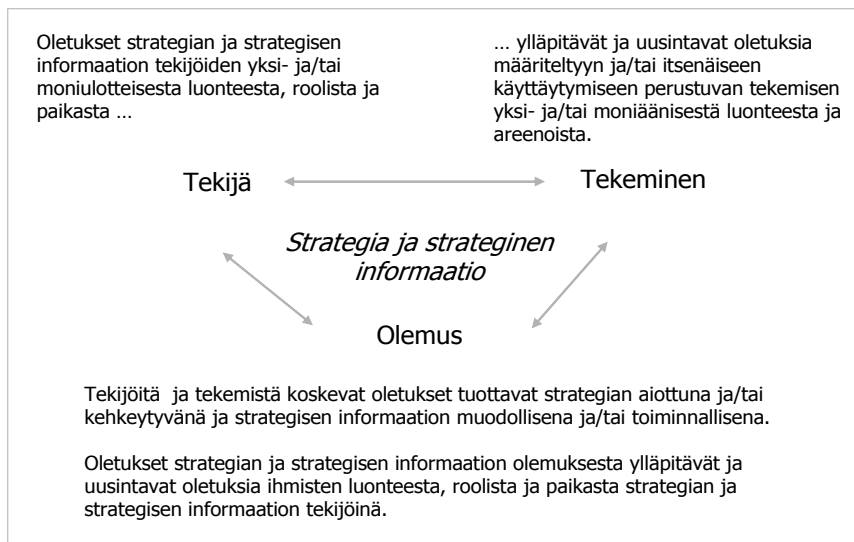 Oletukset strategian ja strategisen
informaation tekijöiden yksi- ja/tai
moniulotteisesta luonteesta, roolista ja
paikasta …
… ylläpitävät ja uusintavat oletuksia
määriteltyyn ja/tai itsenäiseen
käyttäytymiseen perustuvan tekemisen
yksi- ja/tai moniäänisestä luonteesta ja
areenoista.
Tekijä
Tekeminen
Strategia ja strateginen
informaatio
Olemus
Tekijöitä ja tekemistä koskevat oletukset tuottavat strategian aiottuna ja/tai
kehkeytyvänä ja strategisen informaation muodollisena ja/tai toiminnallisena.
Oletukset strategian ja strategisen informaation olemuksesta ylläpitävät ja
uusintavat oletuksia ihmisten luonteesta, roolista ja paikasta strategian ja
strategisen informaation tekijöinä.